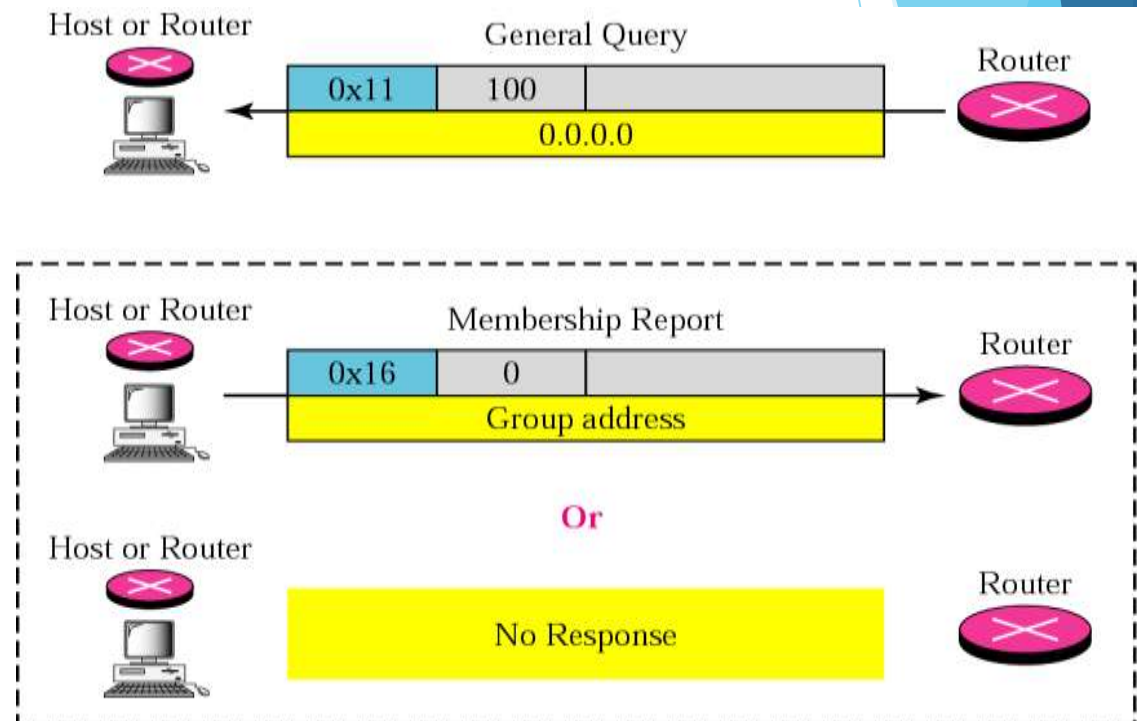 Host or Router
General Query
Router
0x11 100
0.0.0.0
Host or Router
Membership Report
Router
0x16 0
Group address
Or
Host or Router
Router
No Response